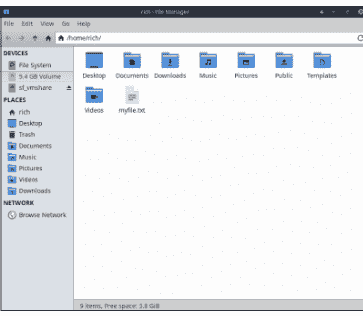 rich - File Manager
File Edit View Go Help
/home/rich/
DEVICES
File System
5.4 GB Volume
sf_vmshare
PLACES
rich
Desktop
Trash
Documents
Music
Pictures
Videos
Downloads
NETWORK
Browse Network
Desktop Documents Downloads Music Pictures Public Templates
Videos myfile.txt
9 items, Free space: 3.8 GiB